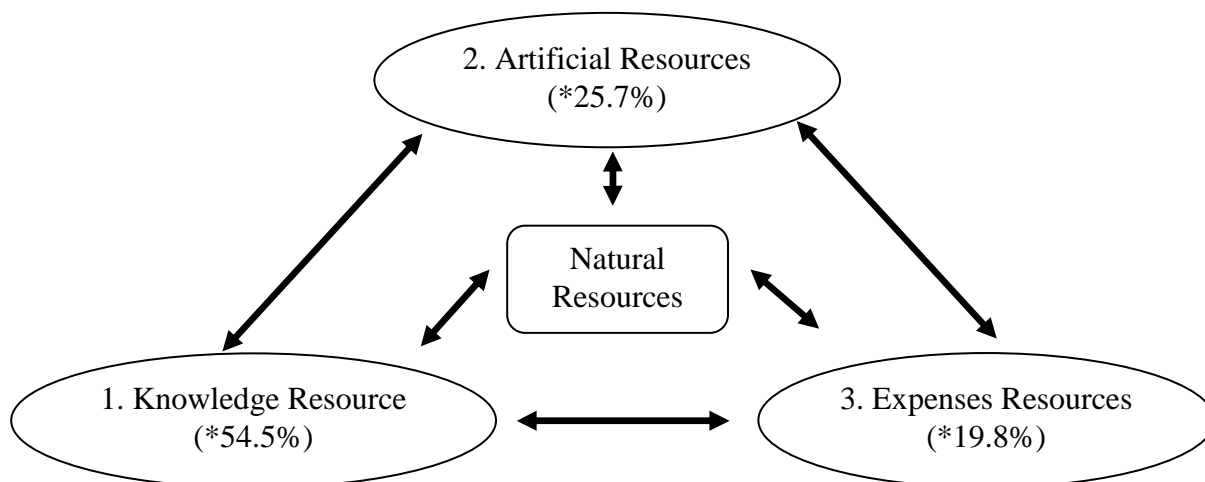 2. Artificial Resources
(*25.7%)
Natural
Resources
1. Knowledge Resource
(*54.5%)
3. Expenses Resources
(*19.8%)